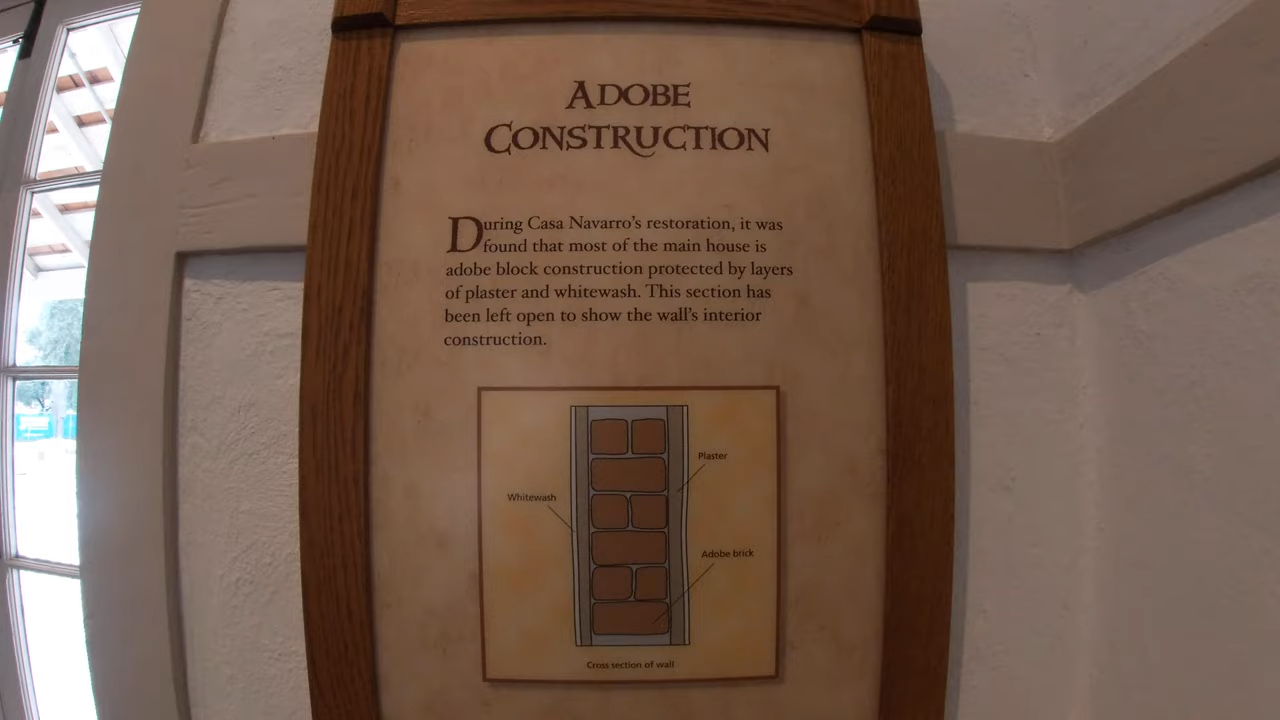 ADOBE
CONSTRUCTION
During Casa Navarro's restoration, it was
found that most of the main house is
adobe block construction protected by layers
of plaster and whitewash. This section has
been left open to show the wall's interior
construction.
Plaster
Whitewash
Adobe brick
Cross section of wall